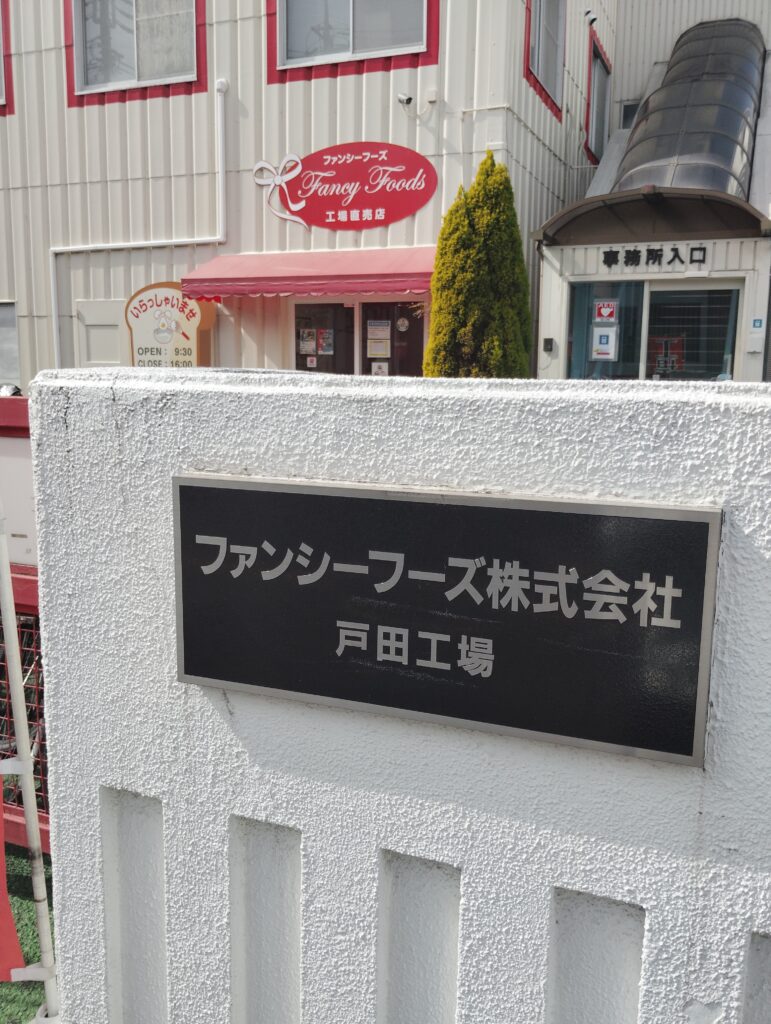 ファンシーフーズ
Fancy Foods
工場直売店
事務所入口
いらっしゃいませ
OPEN : 9:30
CLOSE : 16:00
AED
ファンシーフーズ株式会社
戸田工場